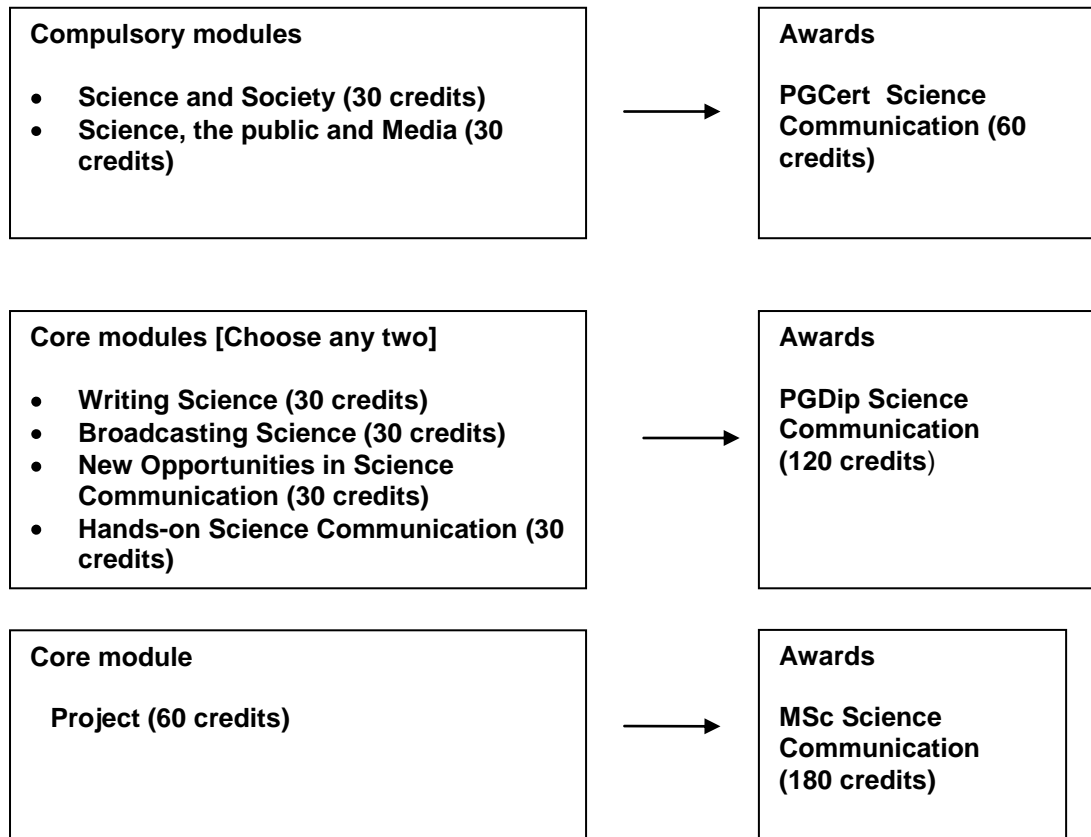 Compulsory modules
• Science and Society (30 credits)
• Science, the public and Media (30
credits)
Awards
PGCert Science
Communication (60
credits)
Core modules [Choose any two]
• Writing Science (30 credits)
• Broadcasting Science (30 credits)
• New Opportunities in Science
Communication (30 credits)
• Hands-on Science Communication (30
credits)
Awards
PGDip Science
Communication
(120 credits)
Core module
Project (60 credits)
Awards
MSc Science
Communication
(180 credits)